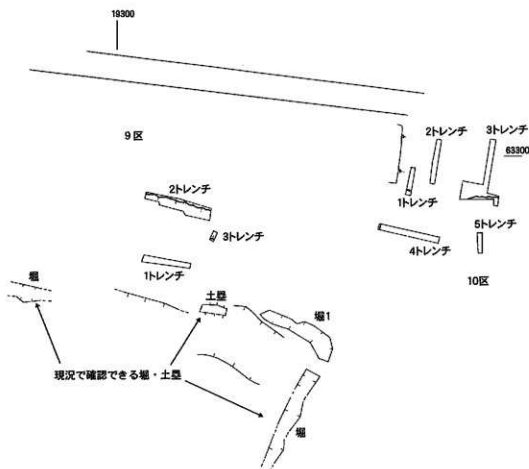 19300
9区
2トレンチ
3トレンチ
63300
2トレンチ
1トレンチ
3トレンチ
4トレンチ
5トレンチ
1トレンチ
10区
堀
土塁
堀1
現況で確認できる堀・土塁
堀